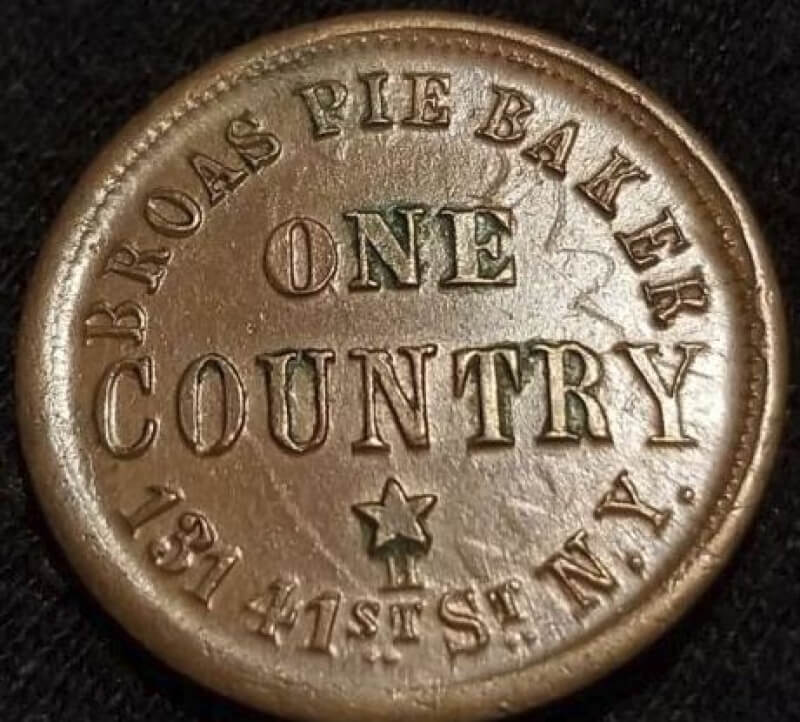 BROAS PIE BAKER
ONE
COUNTRY
131 41ST ST N.Y.